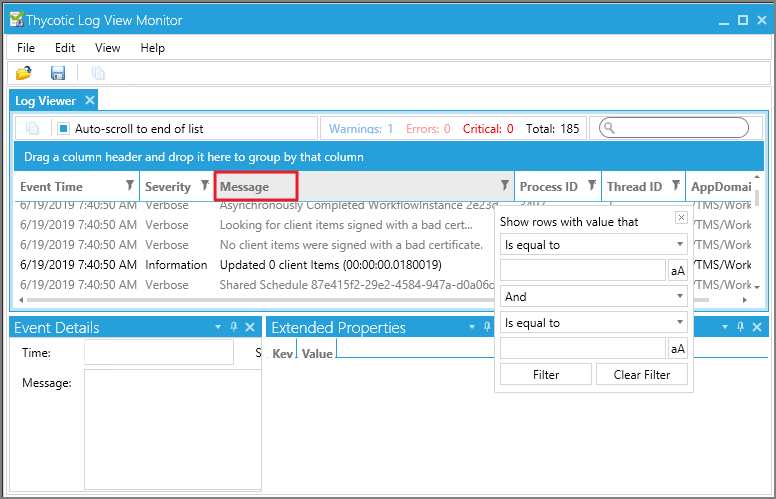 Thycotic Log View Monitor
File Edit View Help
Log Viewer
Auto-scroll to end of list Warnings: 1 Errors: 0 Critical: 0 Total: 185
Drag a column header and drop it here to group by that column
Event Time Severity Message Process ID Thread ID AppDomai
6/19/2019 7:40:50 AM Verbose Asynchronously Completed WorkflowInstance 2e23d
6/19/2019 7:40:50 AM Verbose Looking for client items signed with a bad cert... /TMS/Work
6/19/2019 7:40:50 AM Verbose No client items were signed with a bad certificate. /TMS/Work
6/19/2019 7:40:50 AM Information Updated 0 client Items (00:00:00.0180019) /TMS/Work
6/19/2019 7:40:50 AM Verbose Shared Schedule 87e415f2-29e2-4584-947a-d0a06c /TMS/Work
Show rows with value that
Is equal to
aA
And
Is equal to
aA
Filter Clear Filter
Event Details
Time: S
Message:
Extended Properties
Key Value